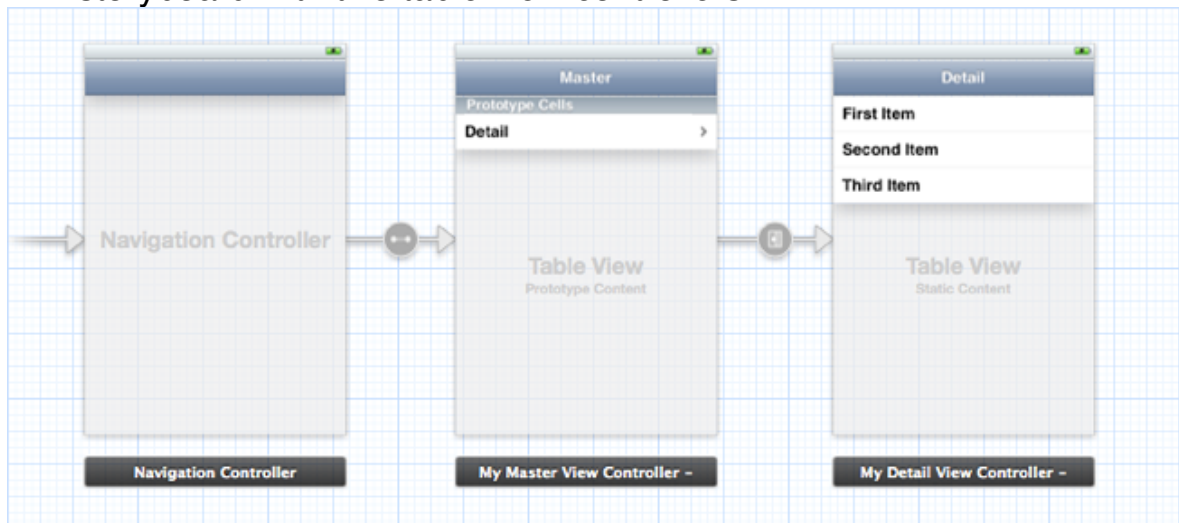 Master
Detail
Prototype Cells
Detail
First Item
Second Item
Third Item
Navigation Controller
Table View
Prototype Content
Table View
Static Content
Navigation Controller
My Master View Controller –
My Detail View Controller –